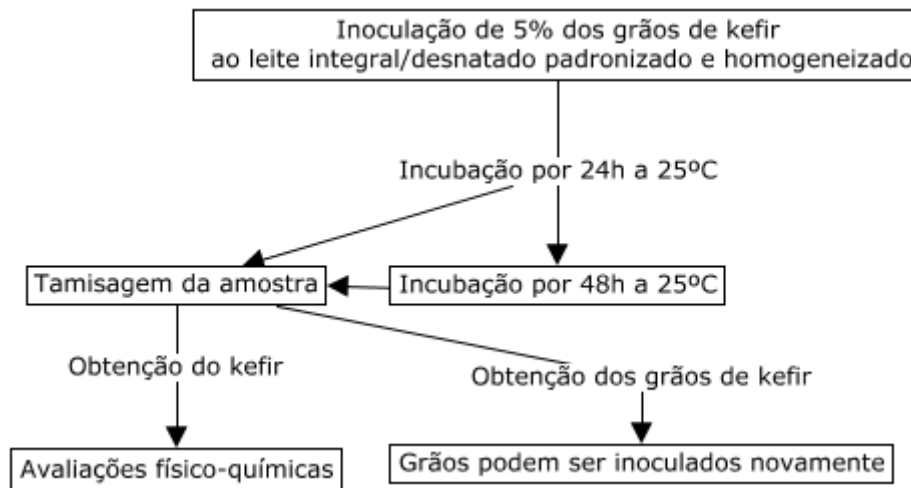 Inoculação de 5% dos grãos de kefir
ao leite integral/desnatado padronizado e homogeneizado
Incubação por 24h a 25ºC
Tamisagem da amostra
Incubação por 48h a 25ºC
Obtenção do kefir
Obtenção dos grãos de kefir
Avaliações físico-químicas
Grãos podem ser inoculados novamente